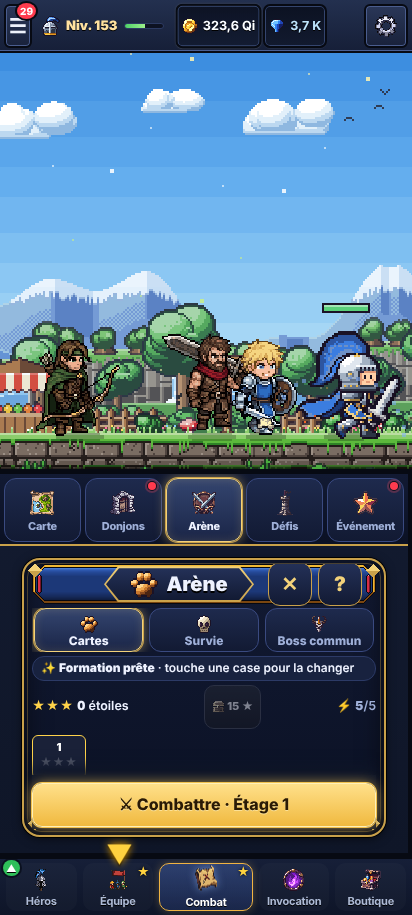 29
Niv. 153
323,6 Qi
3,7 K
Carte
Donjons
Arène
Défis
Événement
Arène
✕
?
Cartes
Survie
Boss commun
✨ Formation prête · touche une case pour la changer
★★★ 0 étoiles
15 ★
⚡ 5/5
1
★★★
⚔ Combattre · Étage 1
Héros
Équipe
Combat
Invocation
Boutique